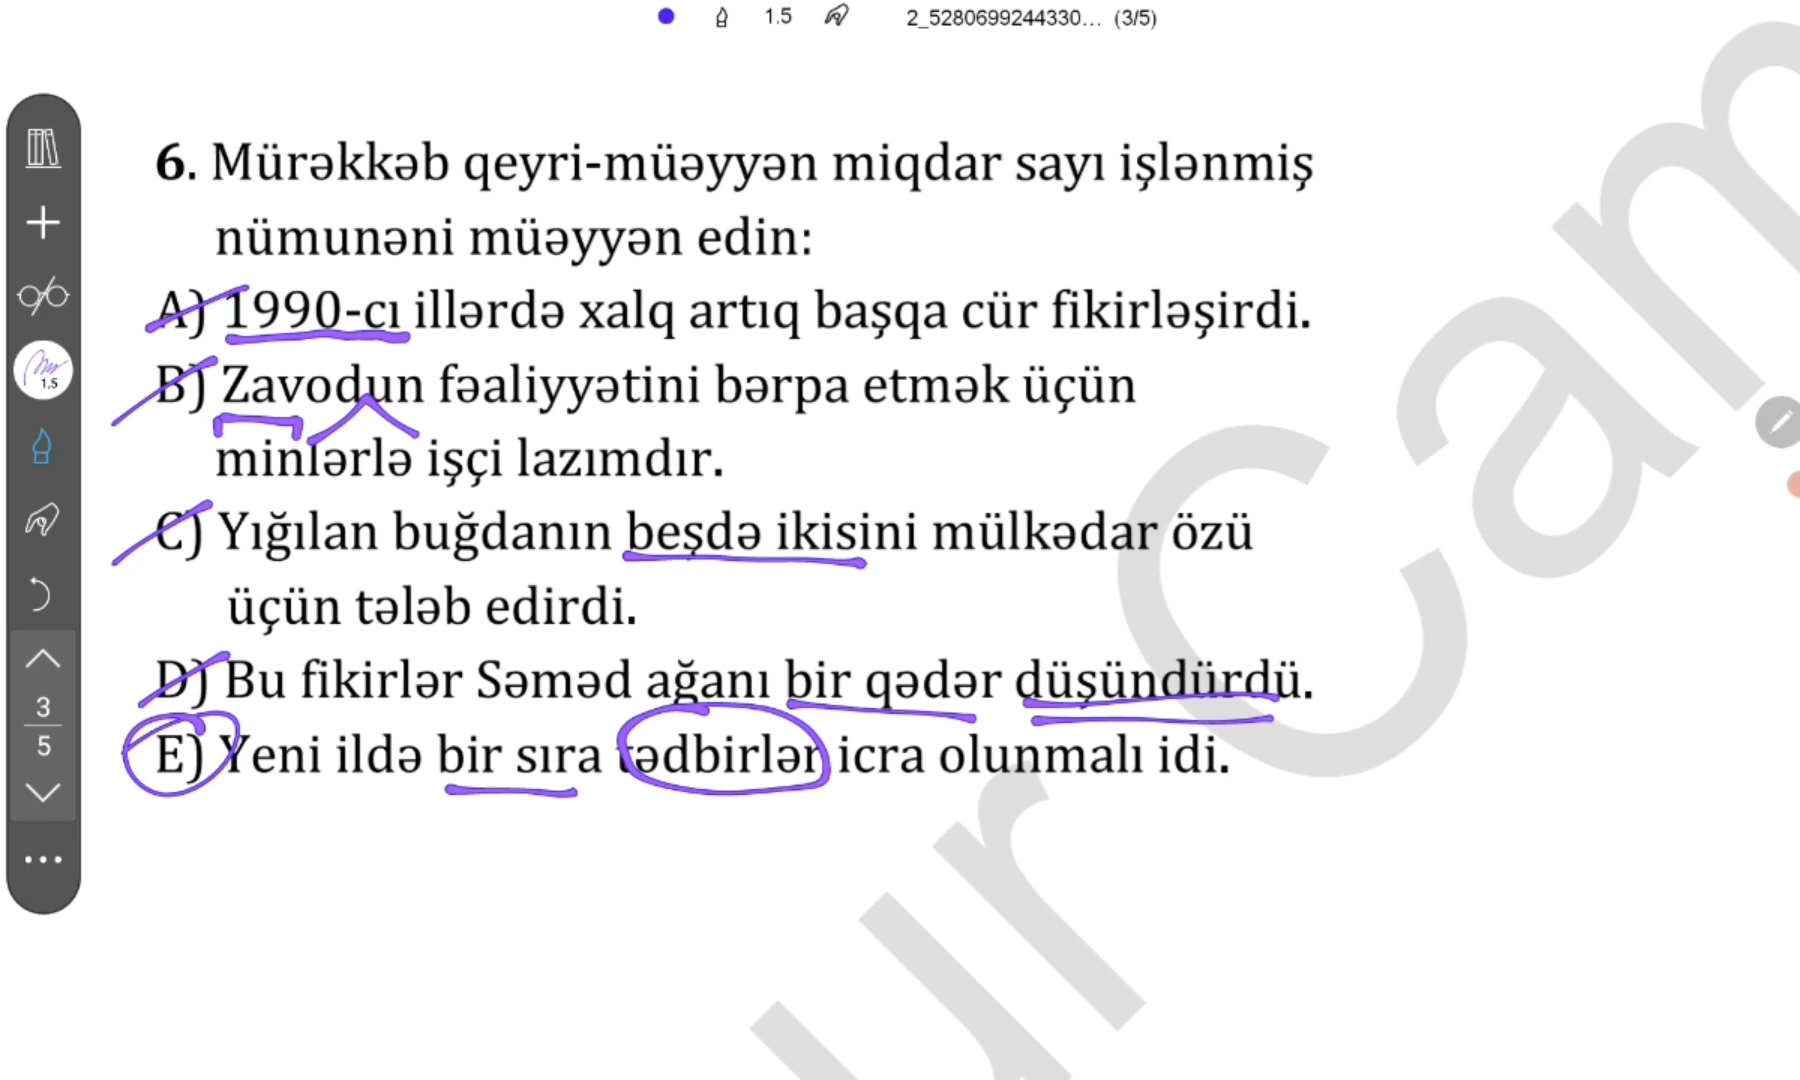 1.5 2_5280699244330... (3/5)
6. Mürəkkəb qeyri-müəyyən miqdar sayı işlənmiş
nümunəni müəyyən edin:
A) 1990-cı illərdə xalq artıq başqa cür fikirləşirdi.
B) Zavodun fəaliyyətini bərpa etmək üçün
minlərlə işçi lazımdır.
C) Yığılan buğdanın beşdə ikisini mülkədar özü
üçün tələb edirdi.
D) Bu fikirlər Səməd ağanı bir qədər düşündürdü.
E) Yeni ildə bir sıra tədbirlər icra olunmalı idi.
1.5
3
5